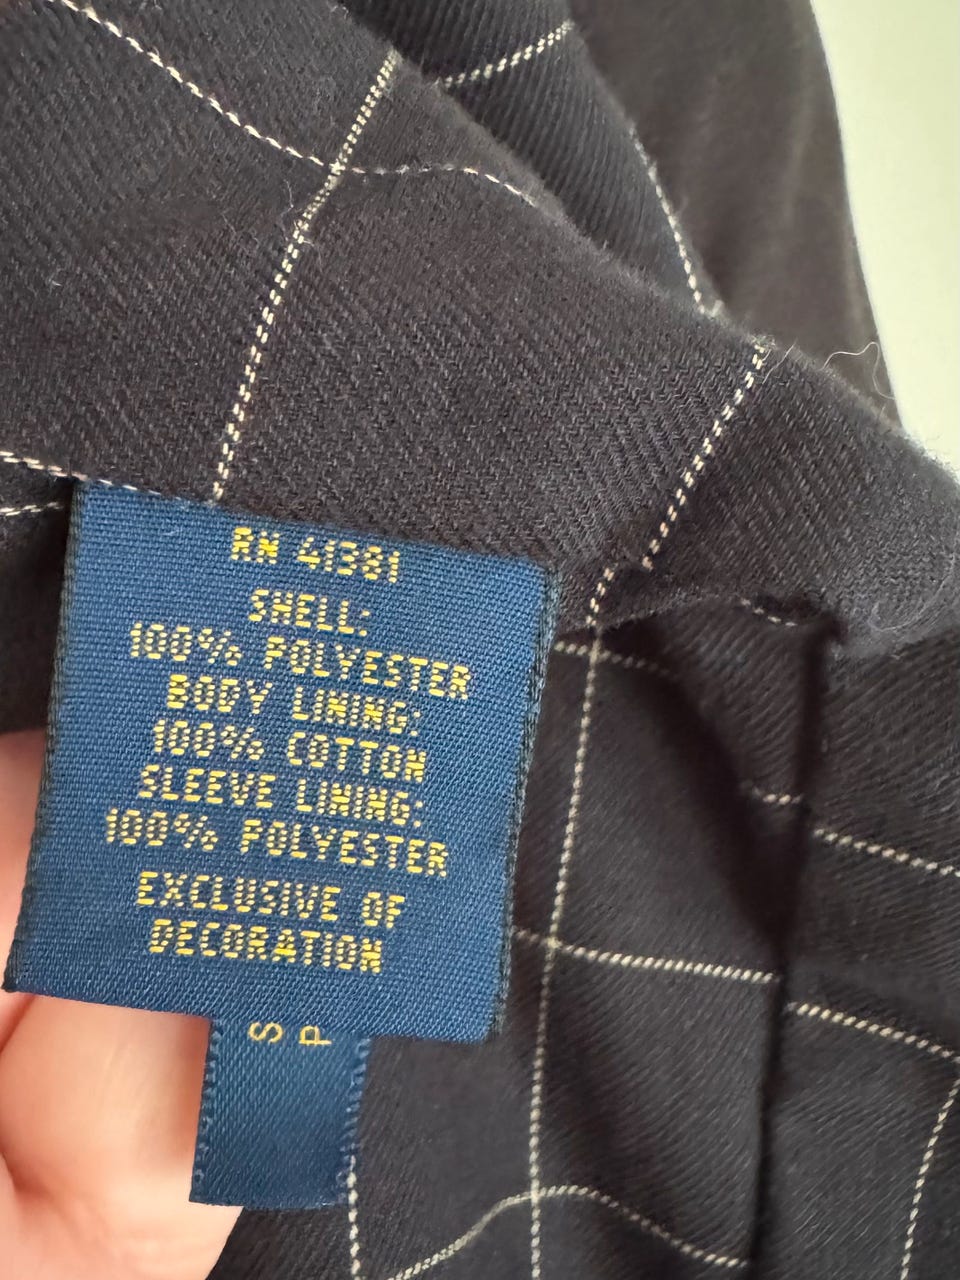 RN 41381
SHELL:
100% POLYESTER
BODY LINING:
100% COTTON
SLEEVE LINING:
100% POLYESTER
EXCLUSIVE OF
DECORATION
S
P